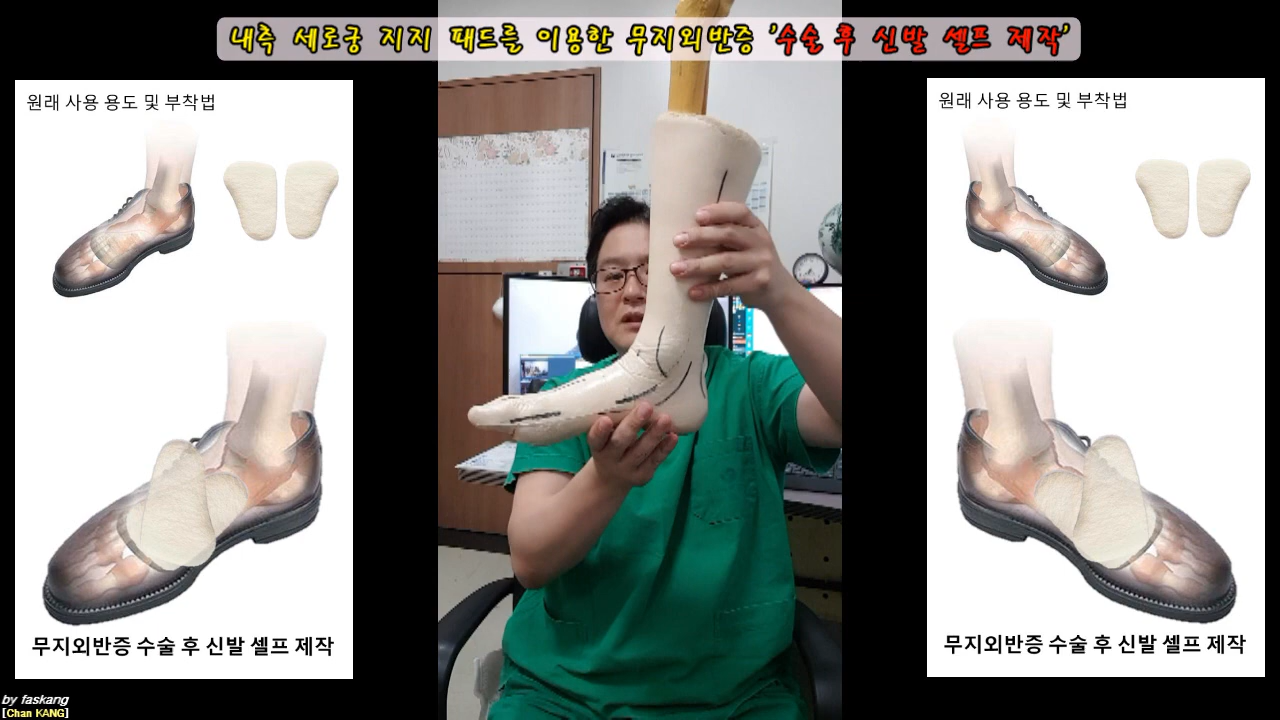 내측 세로궁 지지 패드를 이용한 무지외반증 '수술 후 신발 셀프 제작'
원래 사용 용도 및 부착법
무지외반증 수술 후 신발 셀프 제작
원래 사용 용도 및 부착법
무지외반증 수술 후 신발 셀프 제작
by faskang
[Chan KANG]